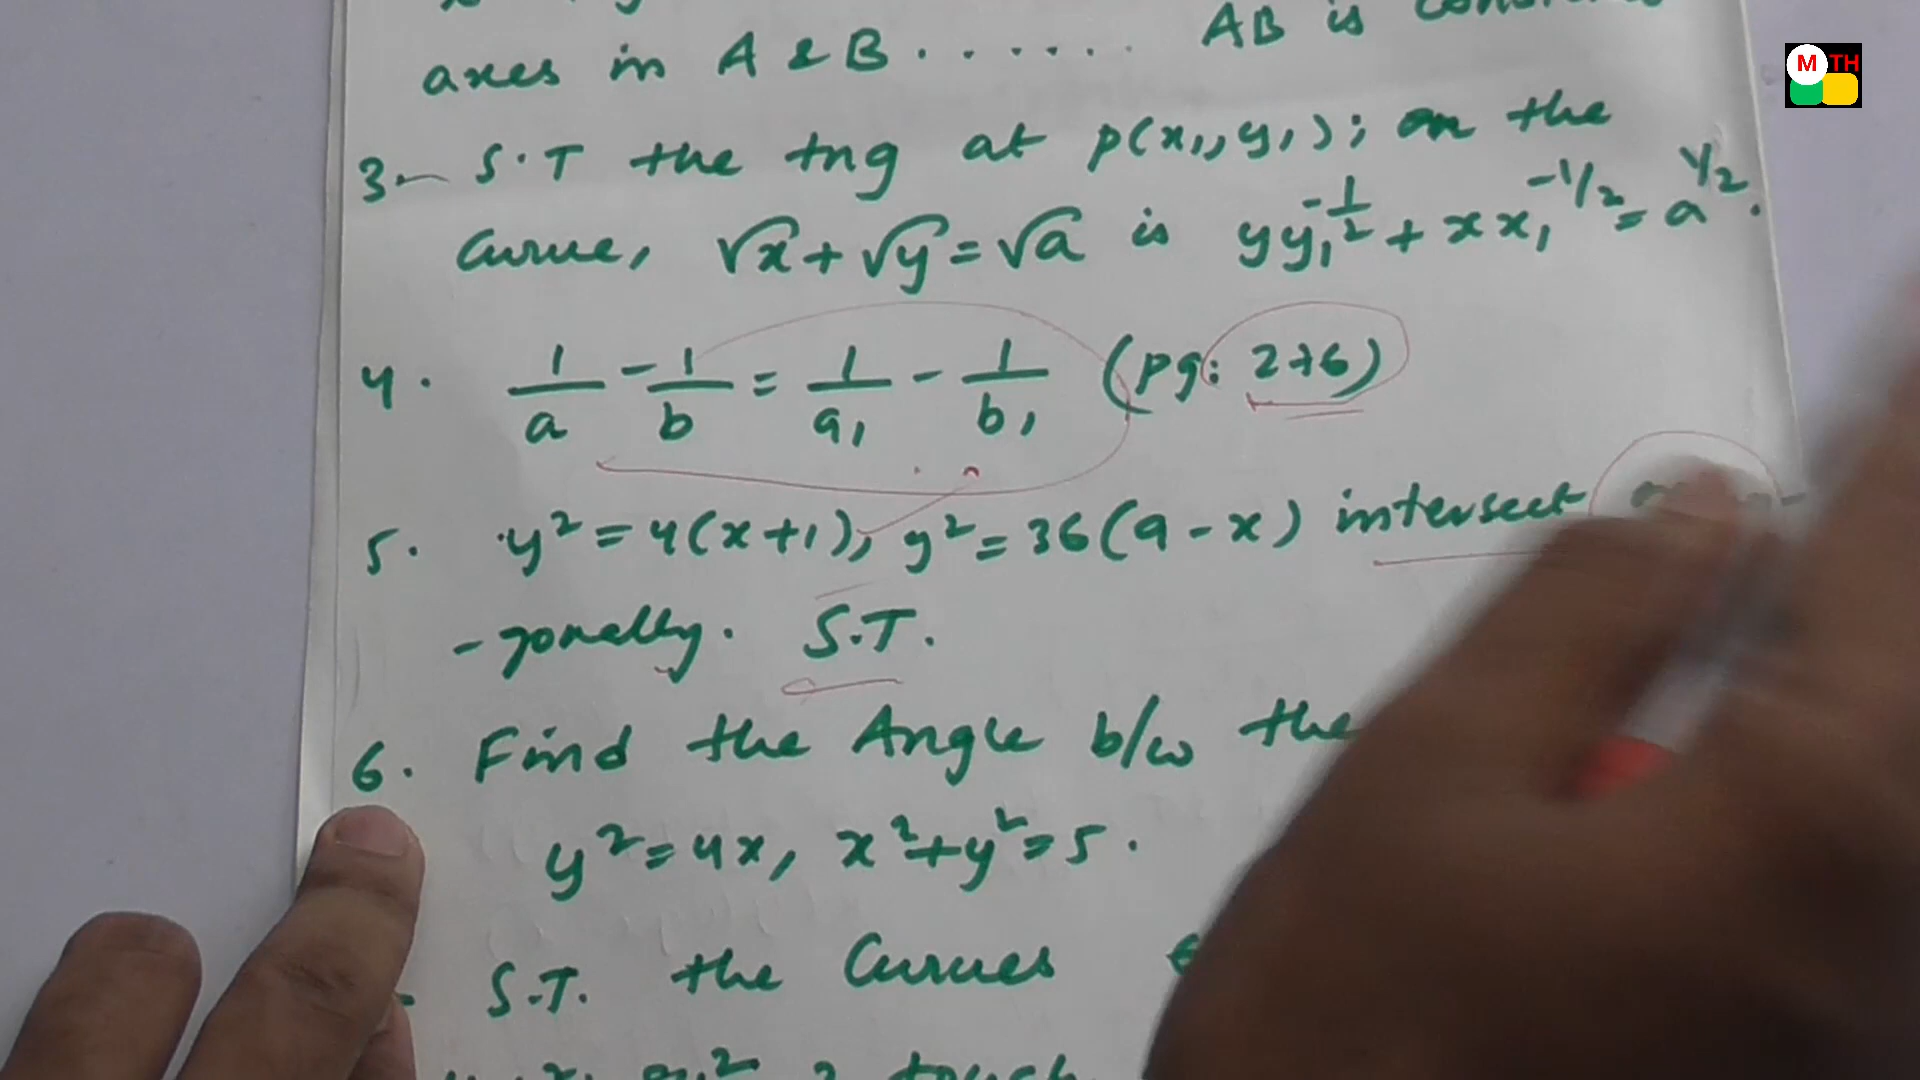 axes in A & B ....... AB is
M TH
3. S.T the tng at p(x₁,y₁); on the
curve, √x+√y=√a is yy₁^-1/2 + xx₁^-1/2 = a^1/2.
4. 1/a - 1/b = 1/a₁ - 1/b₁ (pg: 276)
5. y²=4(x+1), y²=36(9-x) intersect
-gonally. S.T.
6. Find the Angle b/w the
y²=4x, x²+y²=5.
S.T. the Curves
touch